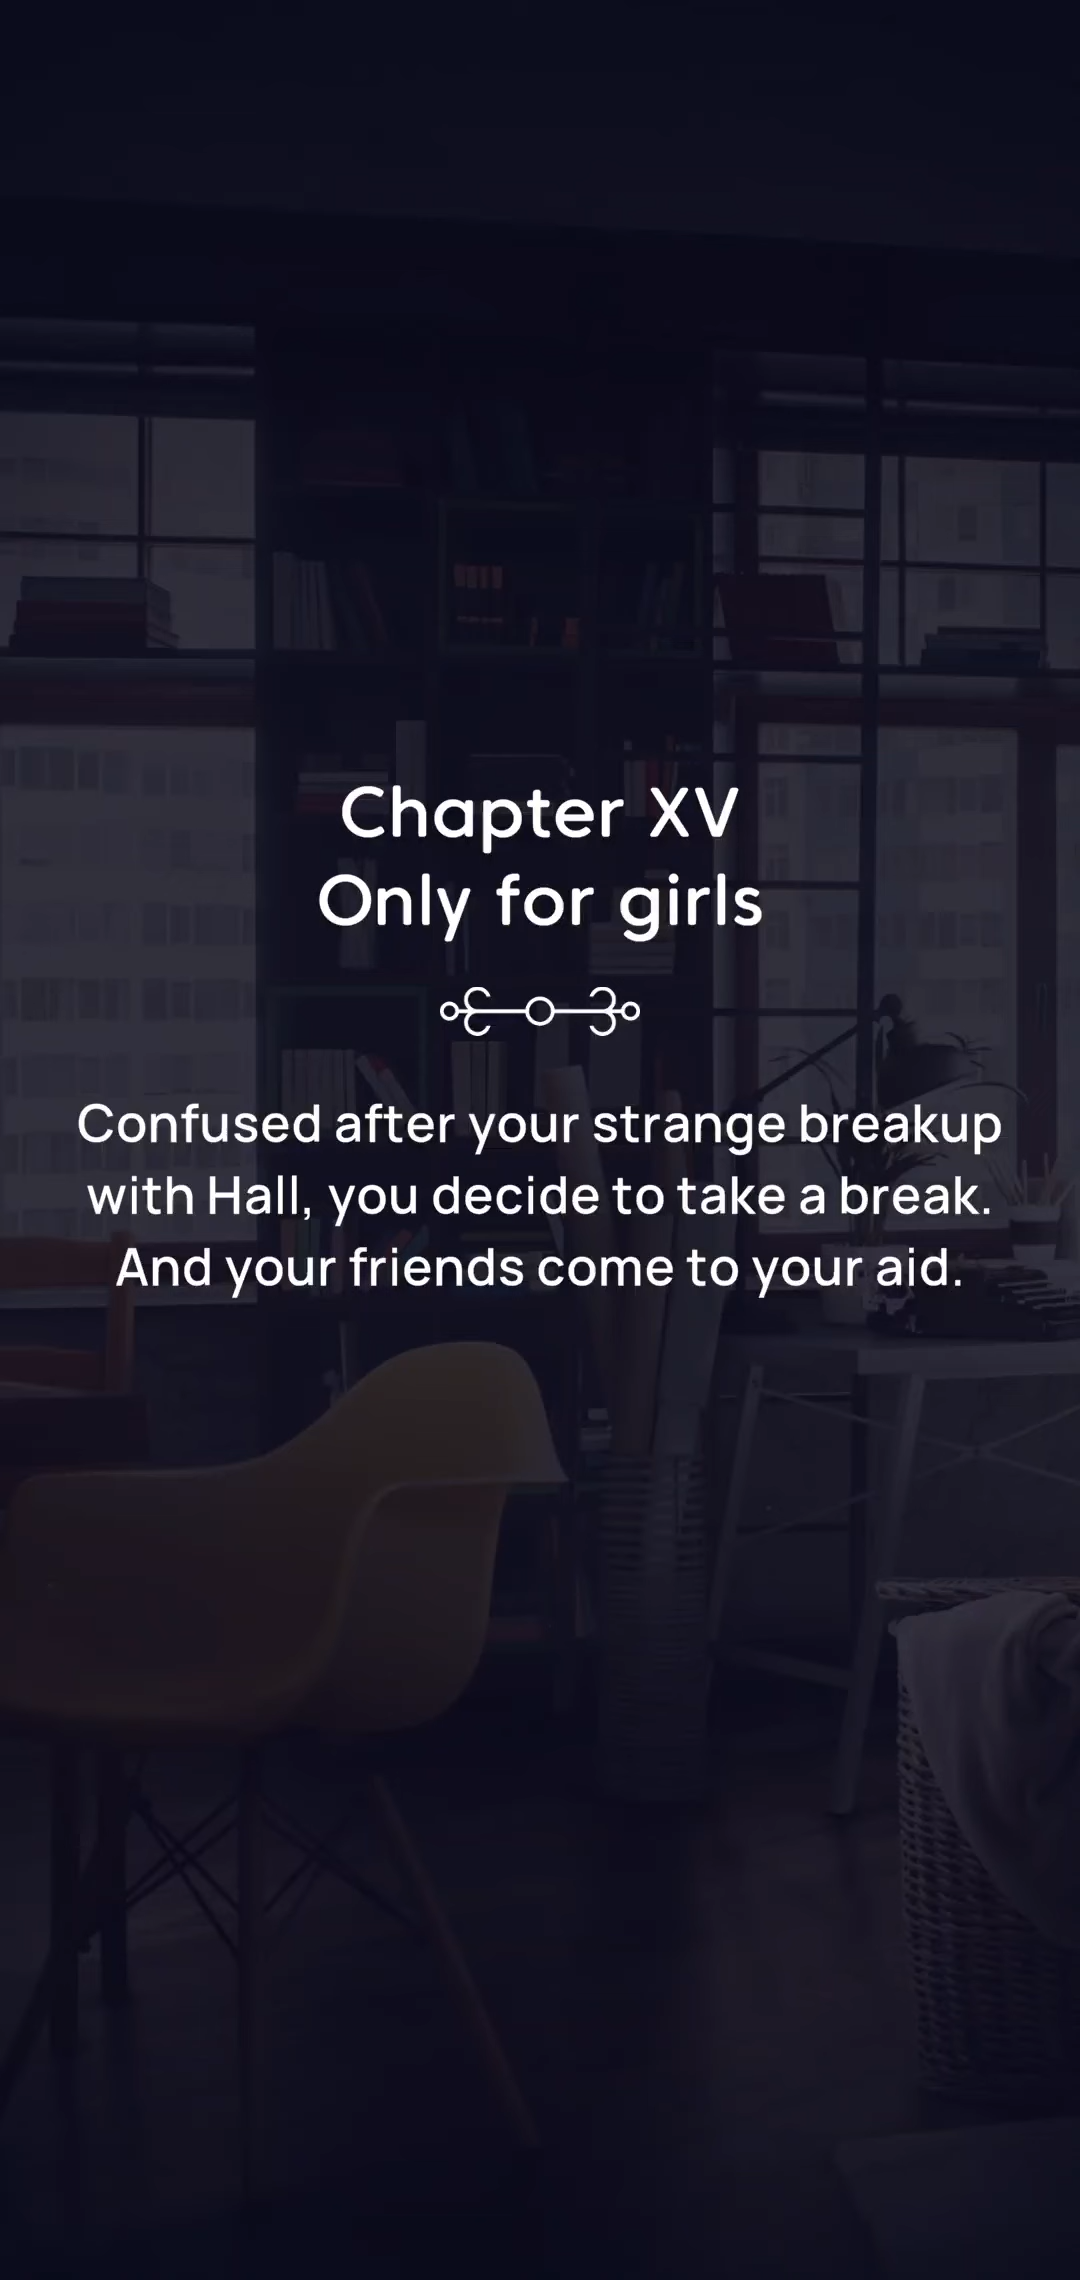 Chapter XV
Only for girls
Confused after your strange breakup
with Hall, you decide to take a break.
And your friends come to your aid.